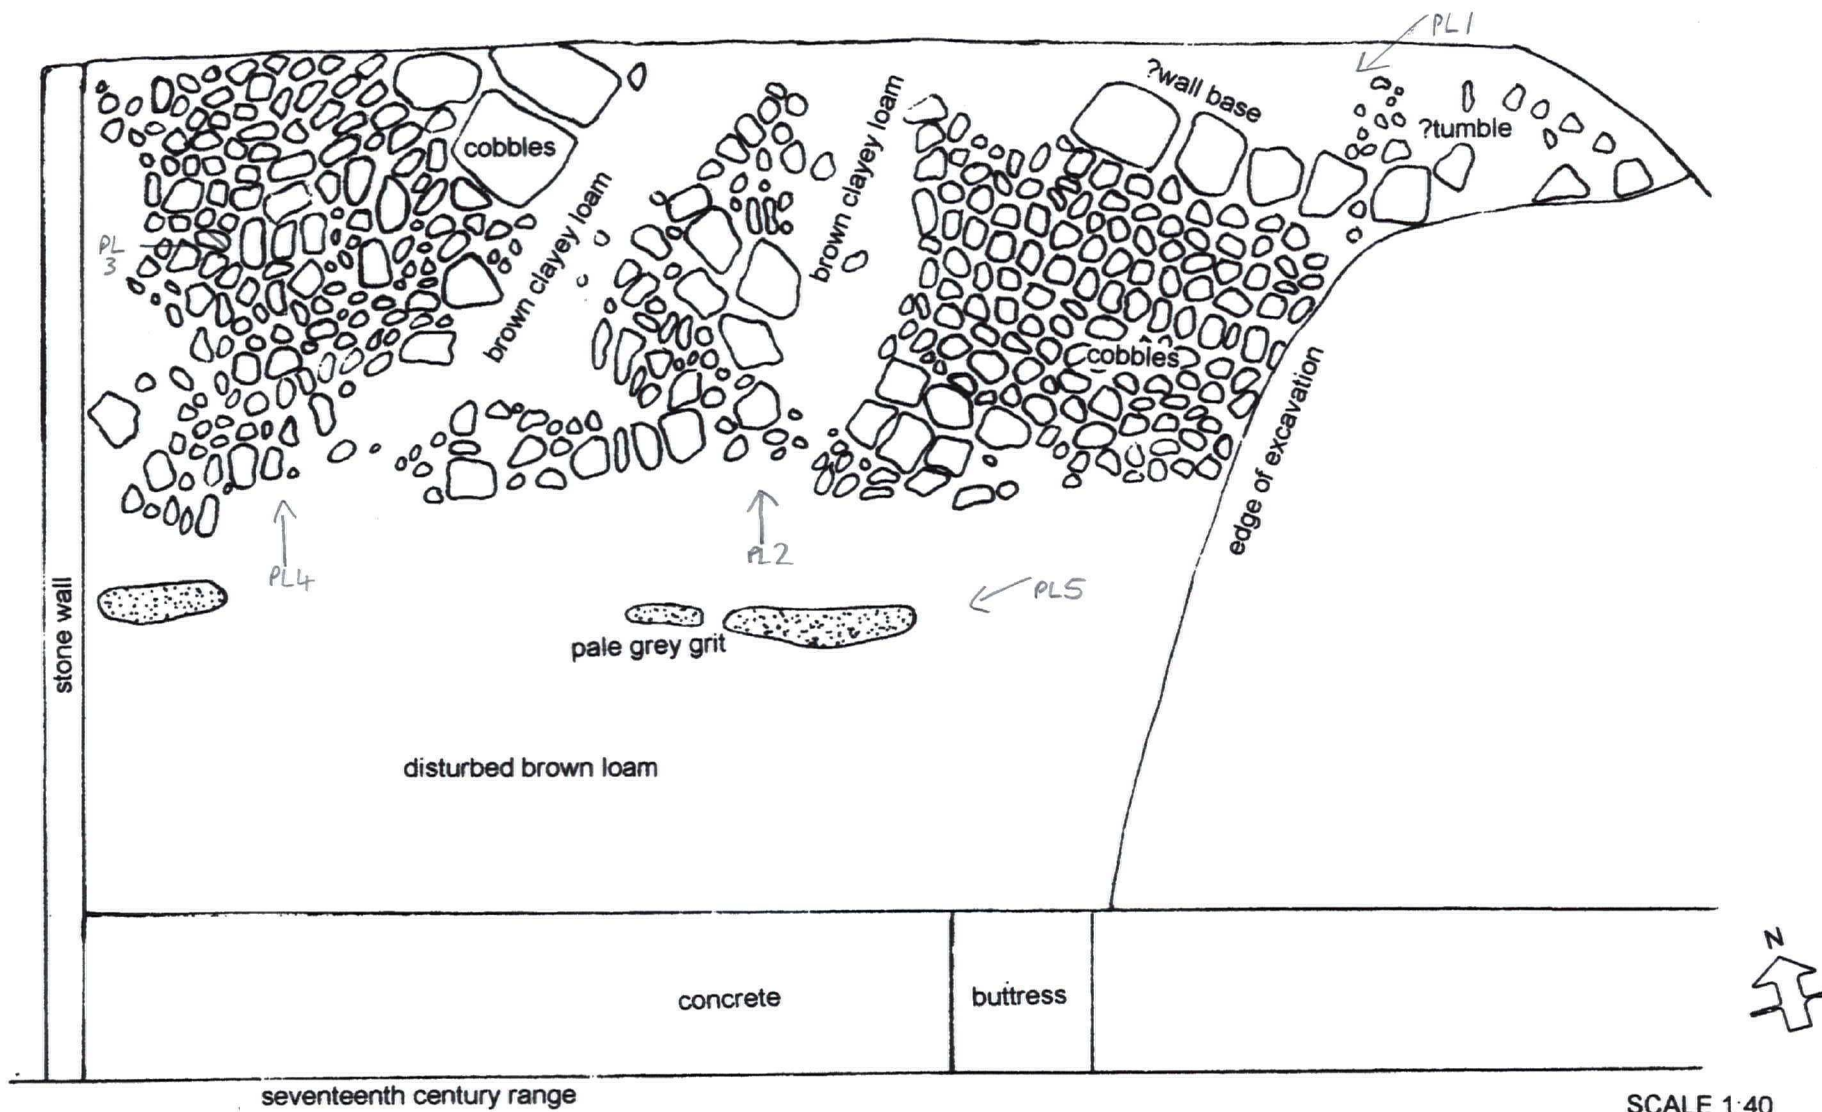 PL1
?wall base
cobbles
?tumble
brown clayey loam
brown clayey loam
PL
3
cobbles
edge of excavation
PL2
PL4
PL5
stone wall
pale grey grit
disturbed brown loam
N
concrete
buttress
seventeenth century range
SCALE 1:40